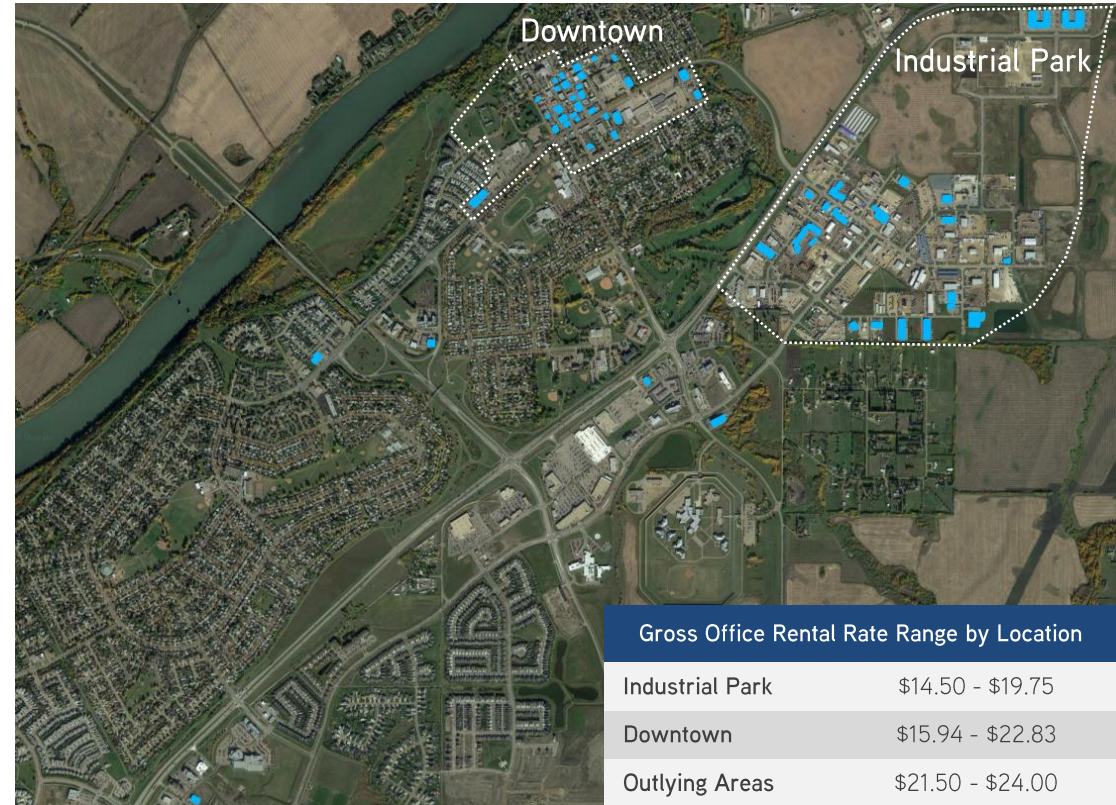 Downtown
Industrial Park
Gross Office Rental Rate Range by Location
Industrial Park $14.50 - $19.75
Downtown $15.94 - $22.83
Outlying Areas $21.50 - $24.00